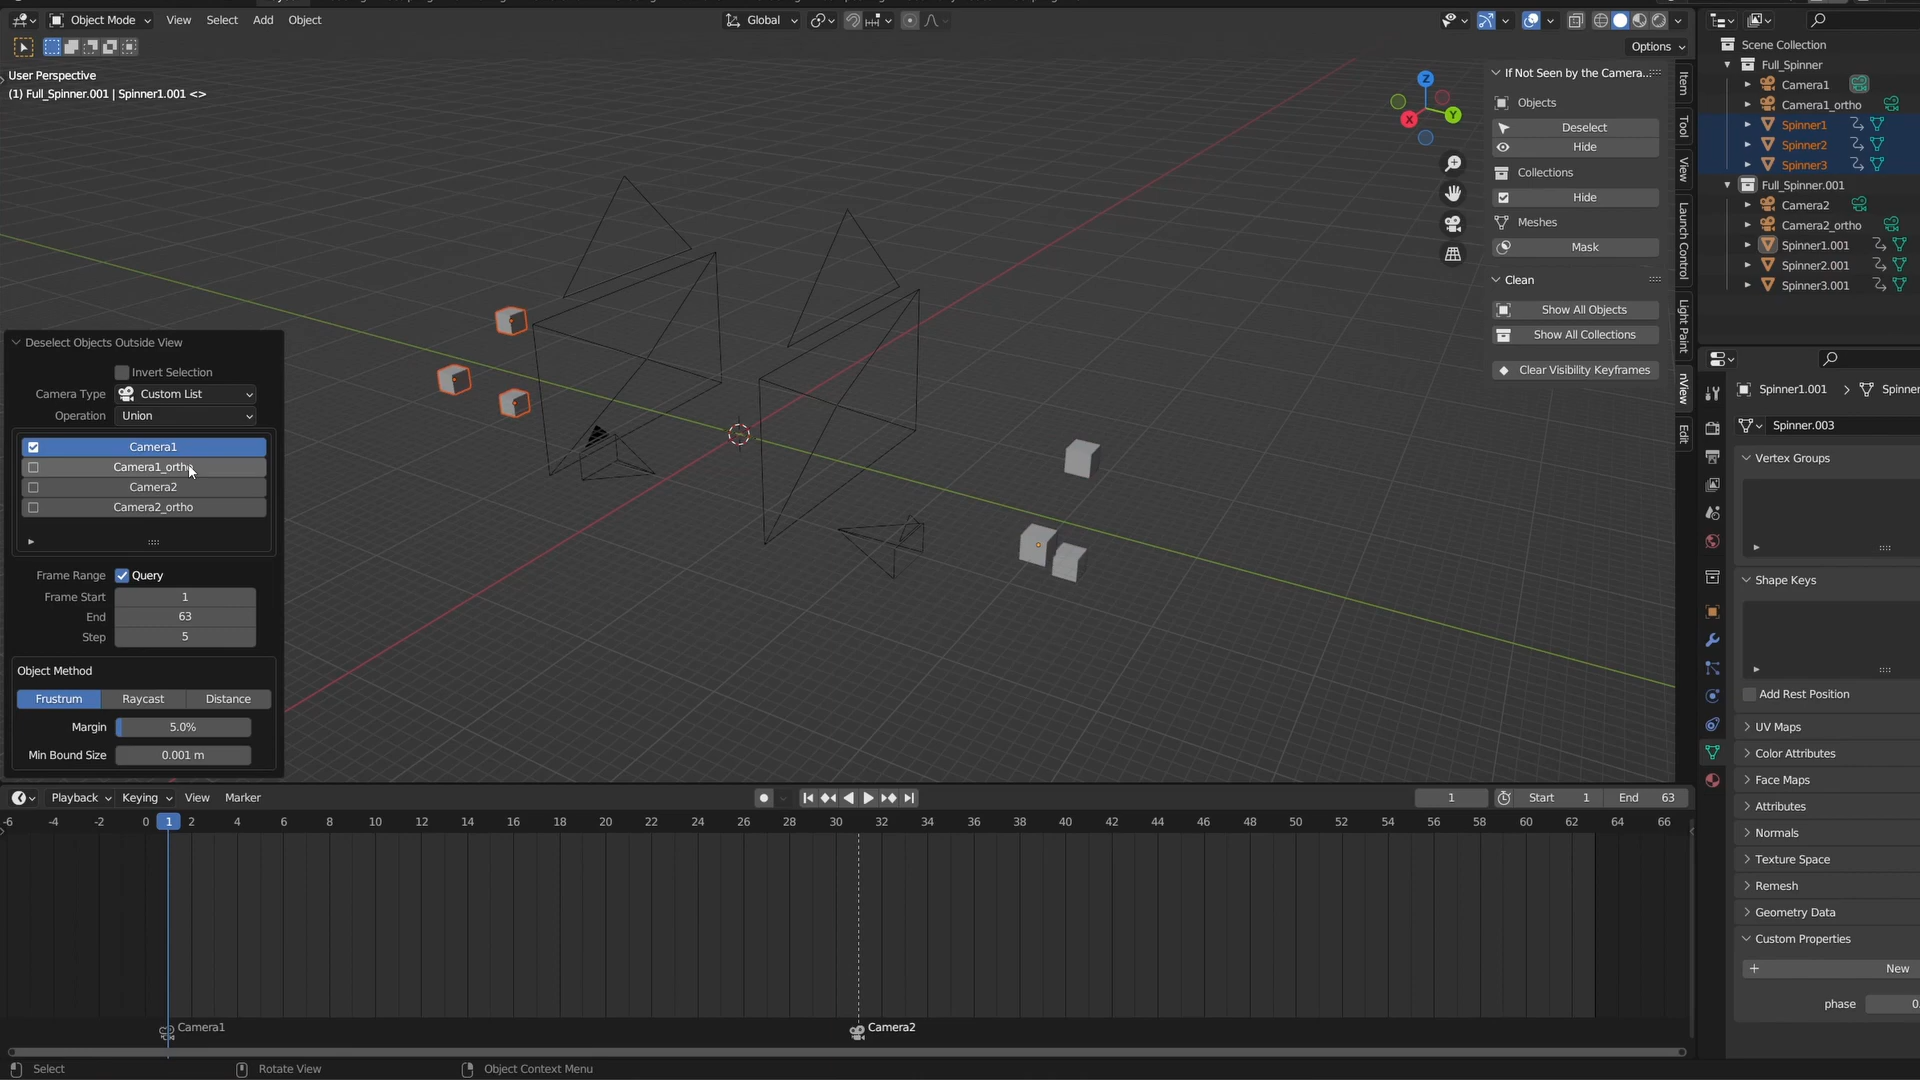 Object Mode View Select Add Object Global
Options
User Perspective
(1) Full_Spinner.001 | Spinner1.001 <>
Z
Y
X
If Not Seen by the Camera...
Objects
Deselect
Hide
Collections
Hide
Meshes
Mask
Clean
Show All Objects
Show All Collections
Clear Visibility Keyframes
Item
Tool
View
Launch Control
Light Paint
nView
Edit
Scene Collection
Full_Spinner
Camera1
Camera1_ortho
Spinner1
Spinner2
Spinner3
Full_Spinner.001
Camera2
Camera2_ortho
Spinner1.001
Spinner2.001
Spinner3.001
Deselect Objects Outside View
Invert Selection
Camera Type Custom List
Operation Union
Camera1
Camera1_ortho
Camera2
Camera2_ortho
Frame Range Query
Frame Start 1
End 63
Step 5
Object Method
Frustrum Raycast Distance
Margin 5.0%
Min Bound Size 0.001 m
Spinner1.001 > Spinner
Spinner.003
Vertex Groups
Shape Keys
Add Rest Position
UV Maps
Color Attributes
Face Maps
Attributes
Normals
Texture Space
Remesh
Geometry Data
Custom Properties
New
phase 0.
Playback Keying View Marker 1 Start 1 End 63
-6 -4 -2 0 1 2 4 6 8 10 12 14 16 18 20 22 24 26 28 30 32 34 36 38 40 42 44 46 48 50 52 54 56 58 60 62 64 66
Camera1 Camera2
Select Rotate View Object Context Menu